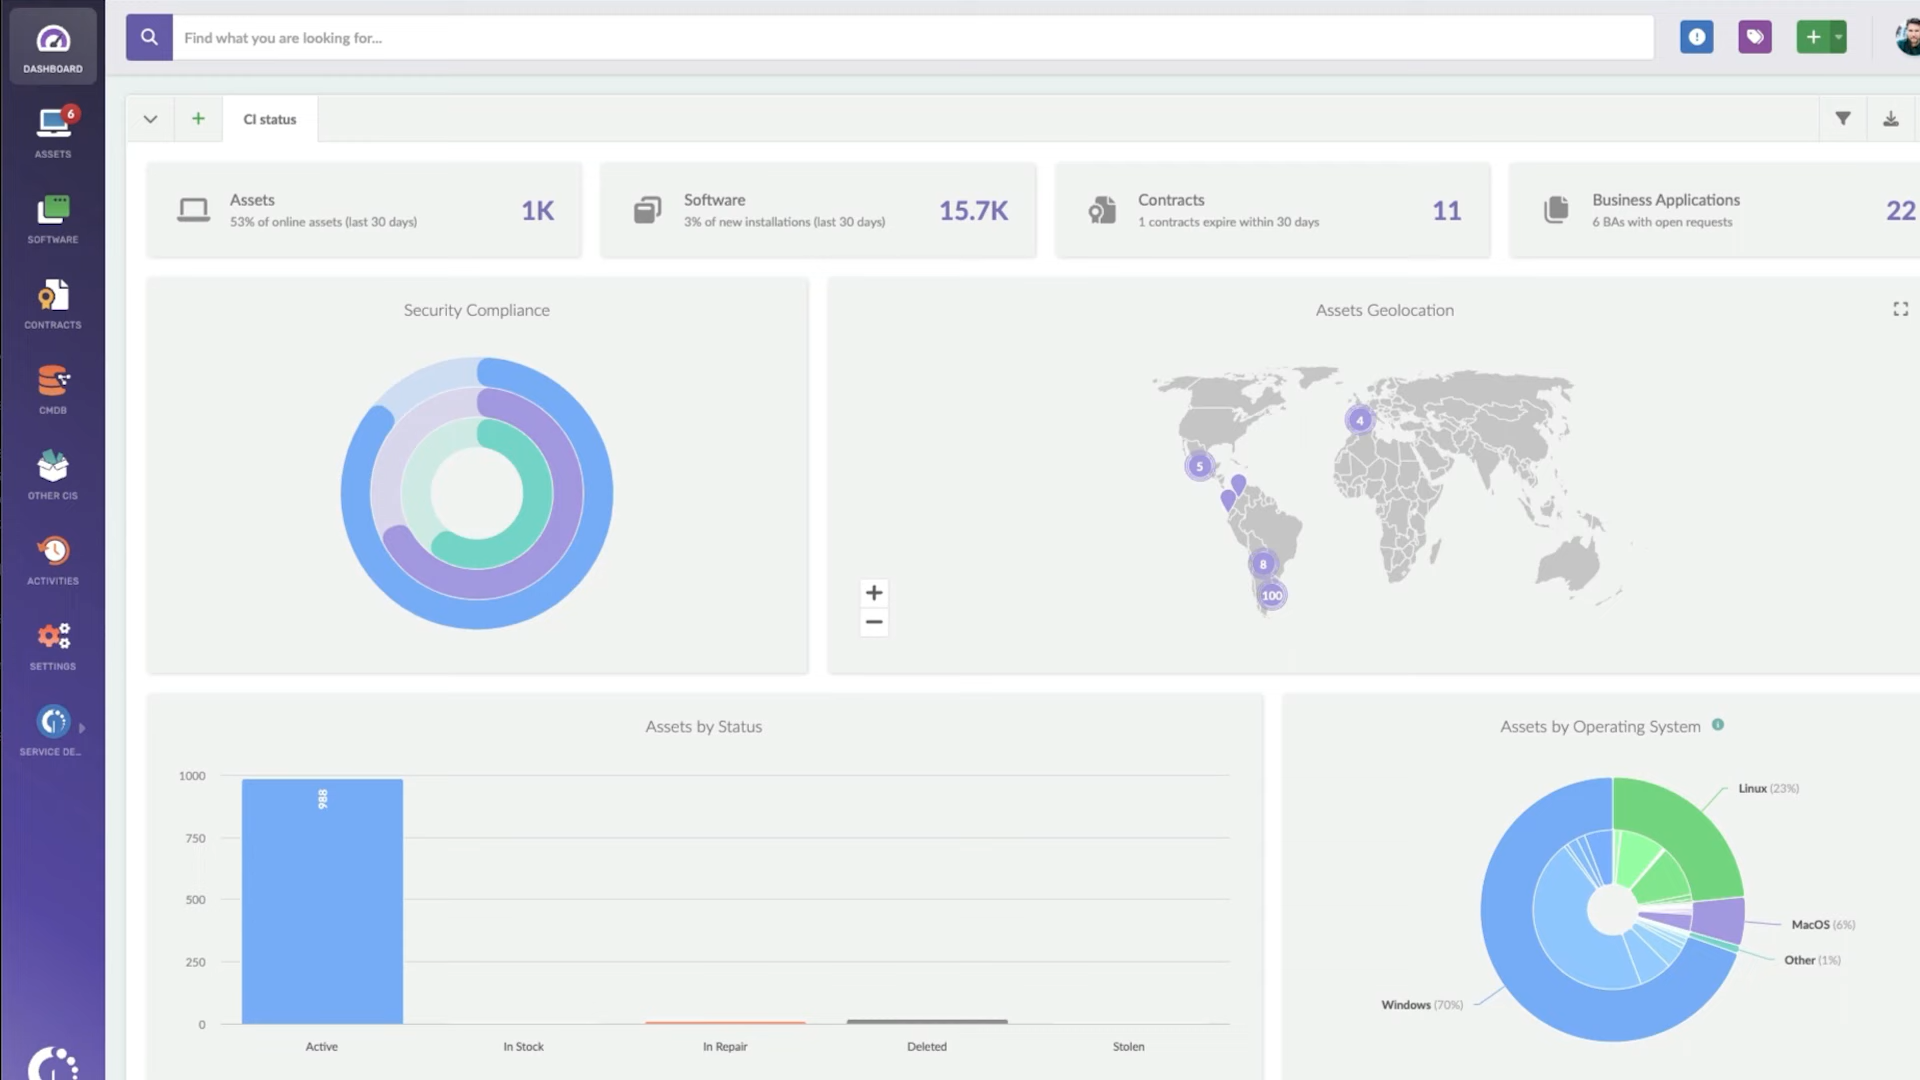 DASHBOARD
6
ASSETS
SOFTWARE
CONTRACTS
CMDB
OTHER CIS
ACTIVITIES
SETTINGS
SERVICE DE...
Find what you are looking for...
CI status
Assets
53% of online assets (last 30 days)
1K
Software
3% of new installations (last 30 days)
15.7K
Contracts
1 contracts expire within 30 days
11
Business Applications
6 BAs with open requests
22
Security Compliance
Assets Geolocation
4
5
8
100
Assets by Status
1000
750
500
250
0
988
Active
In Stock
In Repair
Deleted
Stolen
Assets by Operating System
Linux (23%)
MacOS (6%)
Other (1%)
Windows (70%)